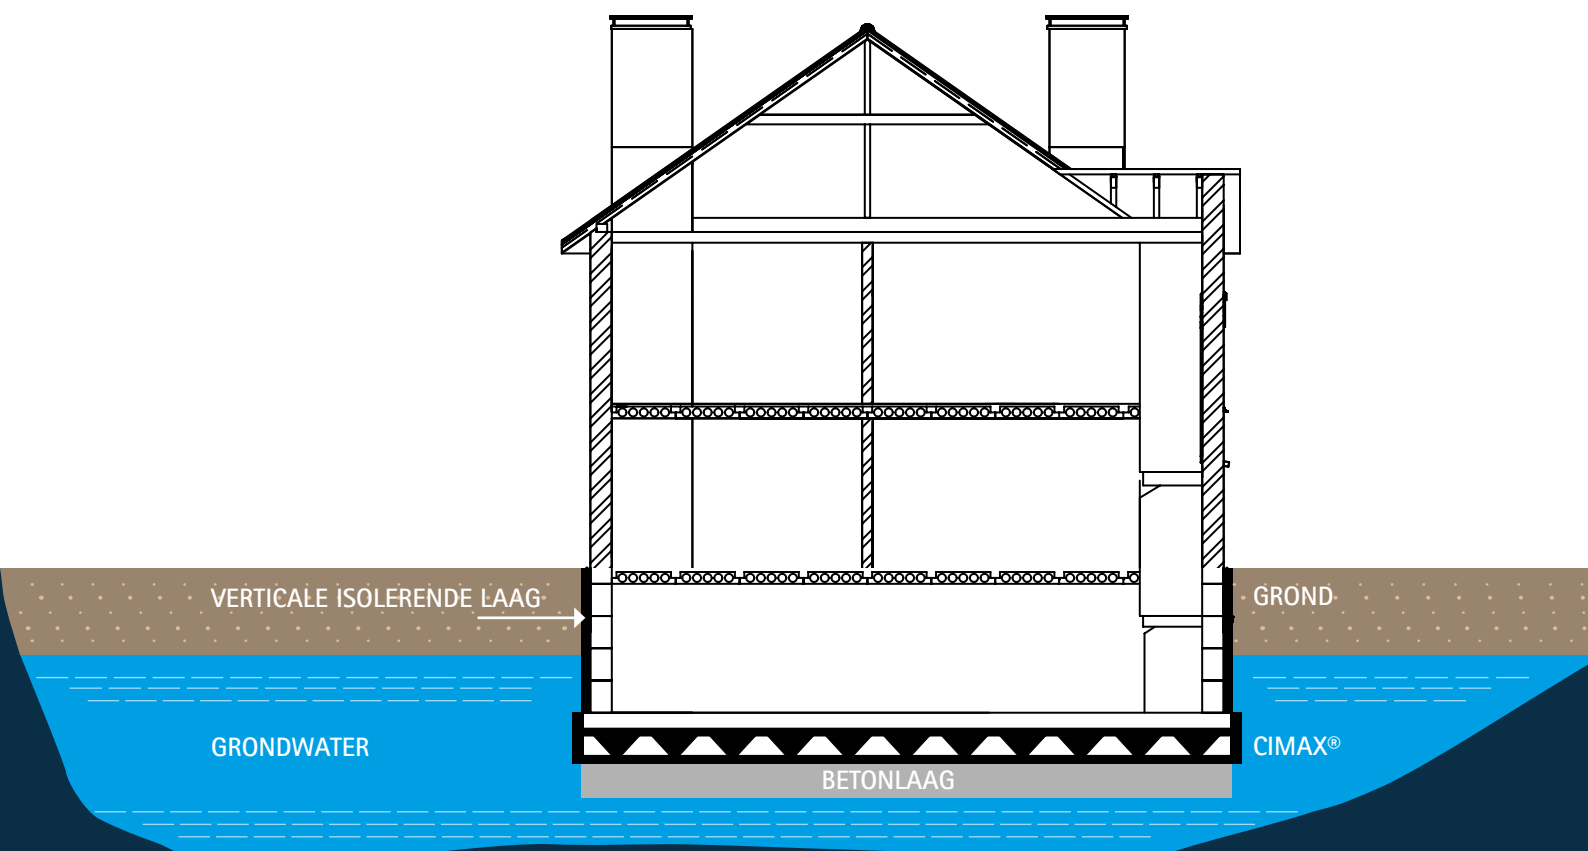 VERTICALE ISOLERENDE LAAG
GROND
GRONDWATER
CIMAX®
BETONLAAG